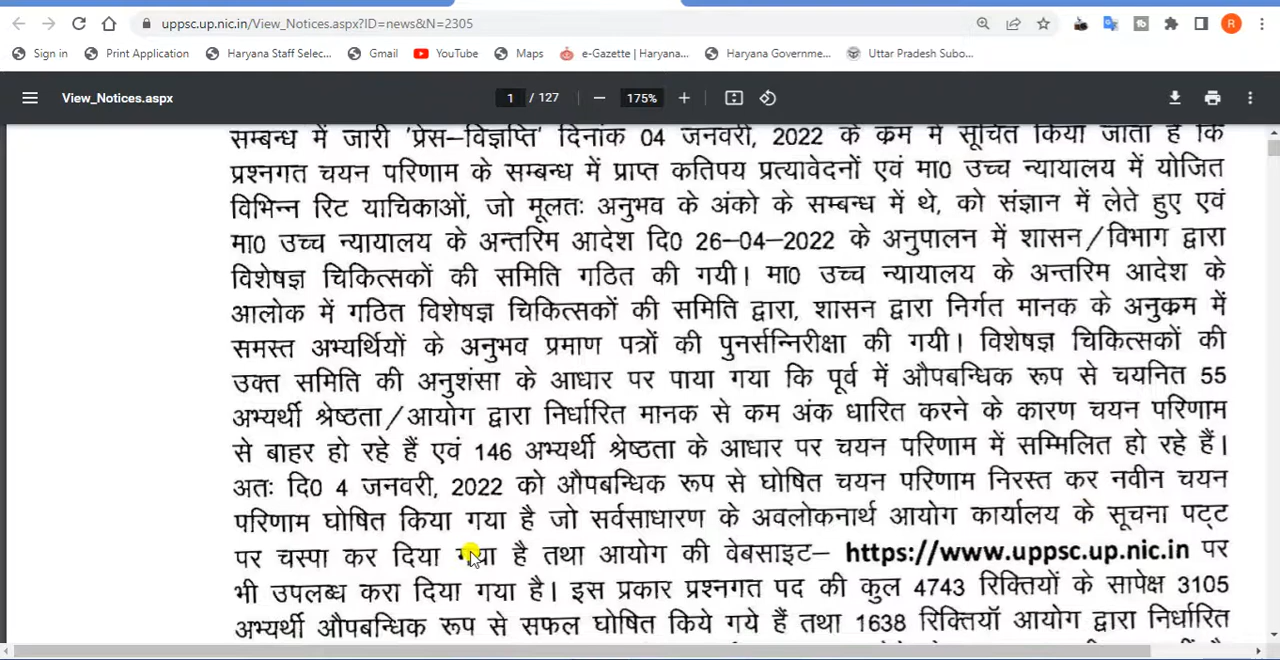 uppsc.up.nic.in/View_Notices.aspx?ID=news&N=2305
R
Sign in Print Application Haryana Staff Selec... Gmail YouTube Maps e-Gazette | Haryana... Haryana Governme... Uttar Pradesh Subo...
View_Notices.aspx 1 / 127 175%
सम्बन्ध में जारी 'प्रेस–विज्ञप्ति' दिनांक 04 जनवरी, 2022 के क्रम में सूचित किया जाता है कि
प्रश्नगत चयन परिणाम के सम्बन्ध में प्राप्त कतिपय प्रत्यावेदनों एवं मा0 उच्च न्यायालय में योजित
विभिन्न रिट याचिकाओं, जो मूलतः अनुभव के अंको के सम्बन्ध में थे, को संज्ञान में लेते हुए एवं
मा0 उच्च न्यायालय के अन्तरिम आदेश दि0 26–04–2022 के अनुपालन में शासन/विभाग द्वारा
विशेषज्ञ चिकित्सकों की समिति गठित की गयी। मा0 उच्च न्यायालय के अन्तरिम आदेश के
आलोक में गठित विशेषज्ञ चिकित्सकों की समिति द्वारा, शासन द्वारा निर्गत मानक के अनुक्रम में
समस्त अभ्यर्थियों के अनुभव प्रमाण पत्रों की पुनर्सन्निरीक्षा की गयी। विशेषज्ञ चिकित्सकों की
उक्त समिति की अनुशंसा के आधार पर पाया गया कि पूर्व में औपबन्धिक रूप से चयनित 55
अभ्यर्थी श्रेष्ठता/आयोग द्वारा निर्धारित मानक से कम अंक धारित करने के कारण चयन परिणाम
से बाहर हो रहे हैं एवं 146 अभ्यर्थी श्रेष्ठता के आधार पर चयन परिणाम में सम्मिलित हो रहे हैं।
अतः दि0 4 जनवरी, 2022 को औपबन्धिक रूप से घोषित चयन परिणाम निरस्त कर नवीन चयन
परिणाम घोषित किया गया है जो सर्वसाधारण के अवलोकनार्थ आयोग कार्यालय के सूचना पट्ट
पर चस्पा कर दिया गया है तथा आयोग की वेबसाइट– https://www.uppsc.up.nic.in पर
भी उपलब्ध करा दिया गया है। इस प्रकार प्रश्नगत पद की कुल 4743 रिक्तियों के सापेक्ष 3105
अभ्यर्थी औपबन्धिक रूप से सफल घोषित किये गये हैं तथा 1638 रिक्तियॉ आयोग द्वारा निर्धारित